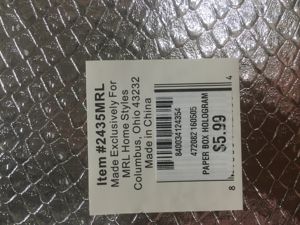 Item #2435MRL
Made Exclusively For
MRL Home Styles
Columbus, Ohio 43232
Made in China
840034124354
472082 160505
PAPER BOX HOLOGRAM
$5.99